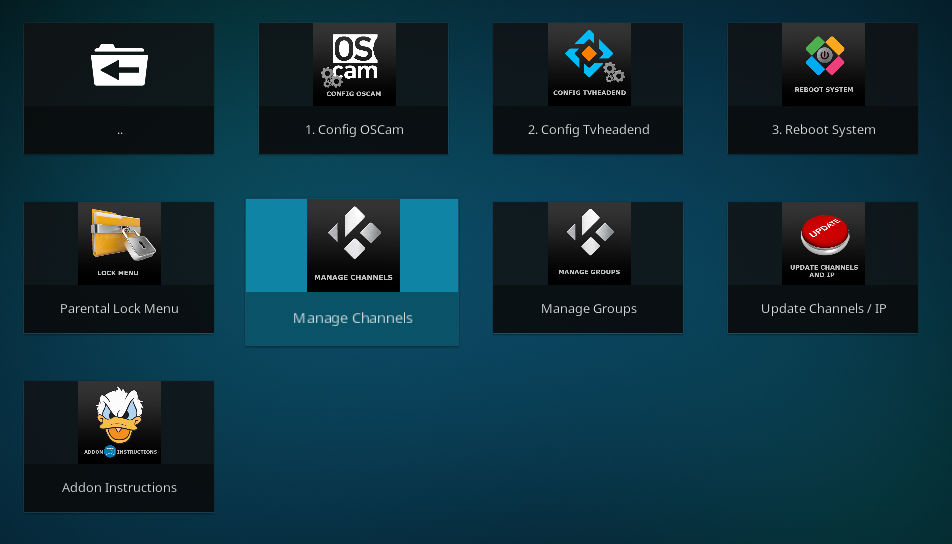 OS
cam
CONFIG OSCAM
CONFIG TVHEADEND
REBOOT SYSTEM
..
1. Config OSCam
2. Config Tvheadend
3. Reboot System
LOCK MENU
MANAGE CHANNELS
MANAGE GROUPS
UPDATE
UPDATE CHANNELS
AND IP
Parental Lock Menu
Manage Channels
Manage Groups
Update Channels / IP
ADDON INSTRUCTIONS
Addon Instructions